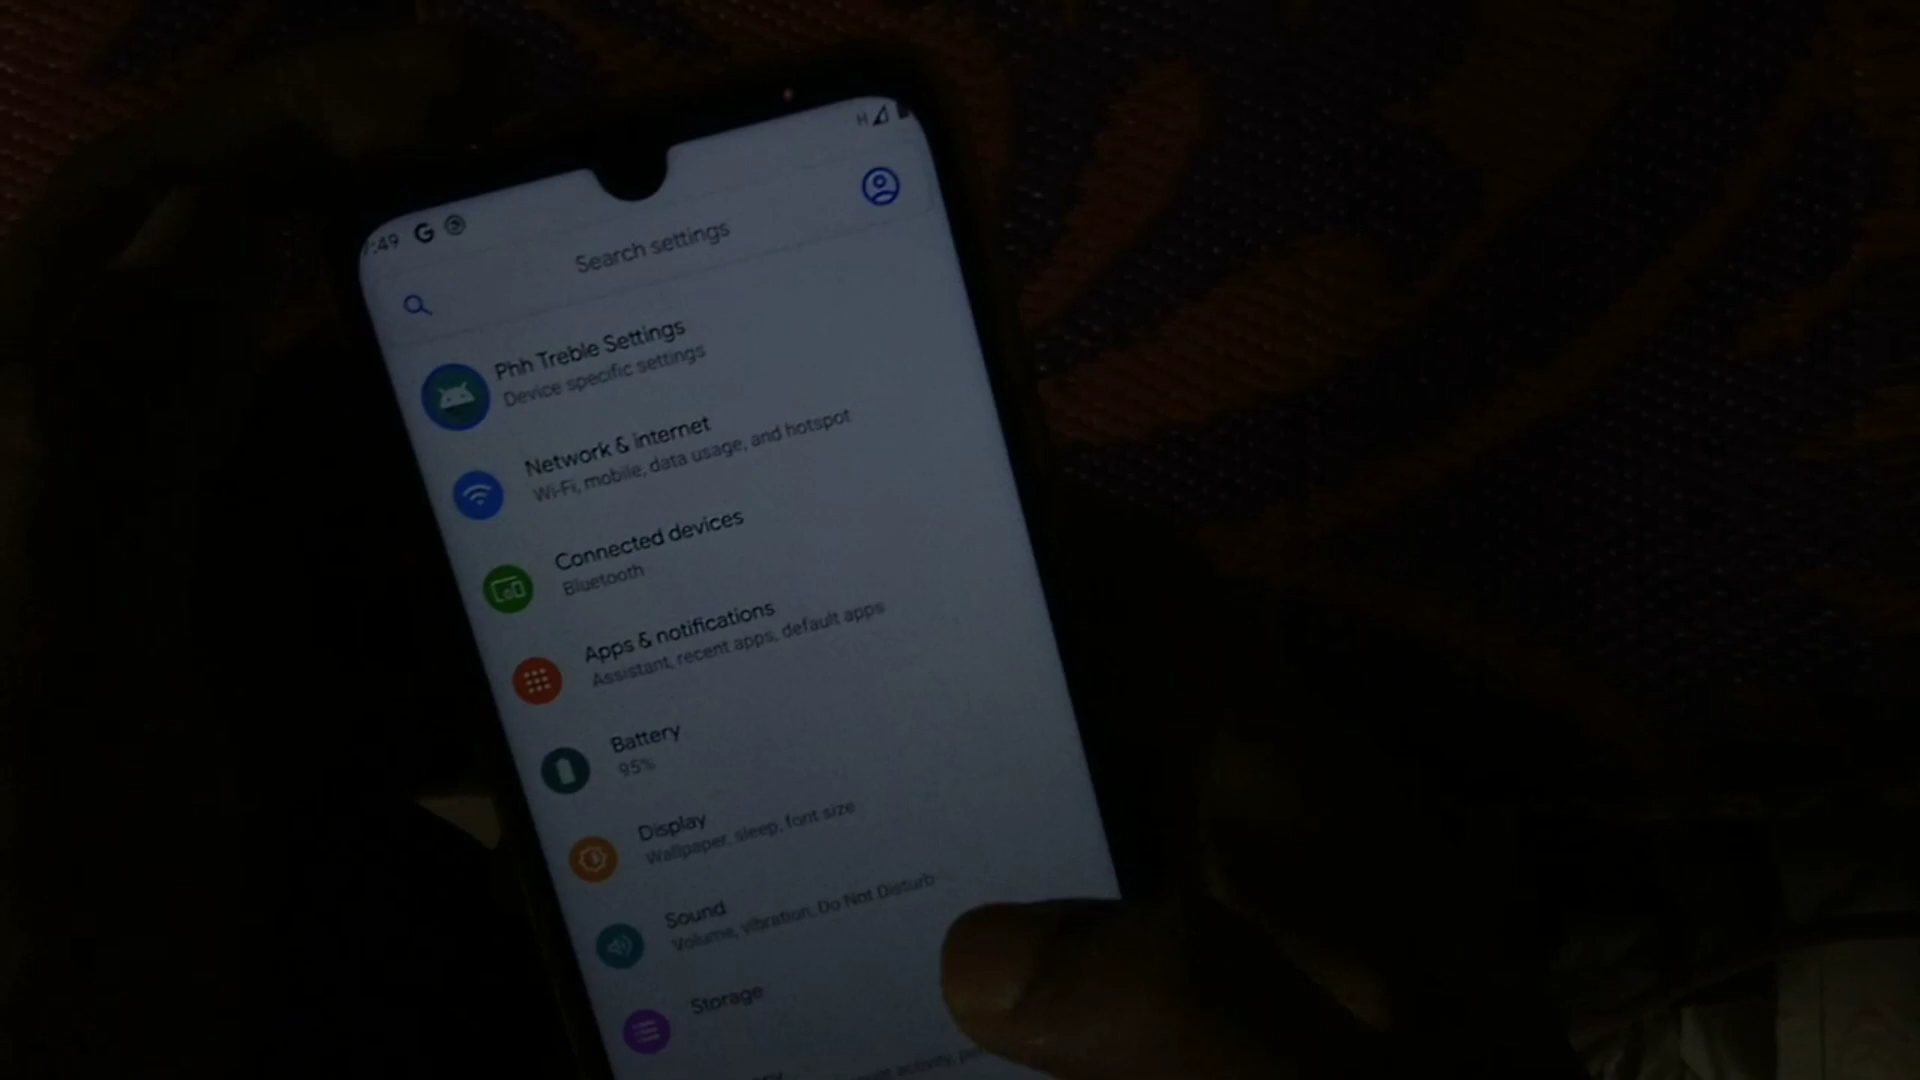 :49 G
H
Search settings
Phh Treble Settings
Device specific settings
Network & internet
Wi-Fi, mobile, data usage, and hotspot
Connected devices
Bluetooth
Apps & notifications
Assistant, recent apps, default apps
Battery
95%
Display
Wallpaper, sleep, font size
Sound
Volume, vibration, Do Not Disturb
Storage
activity,